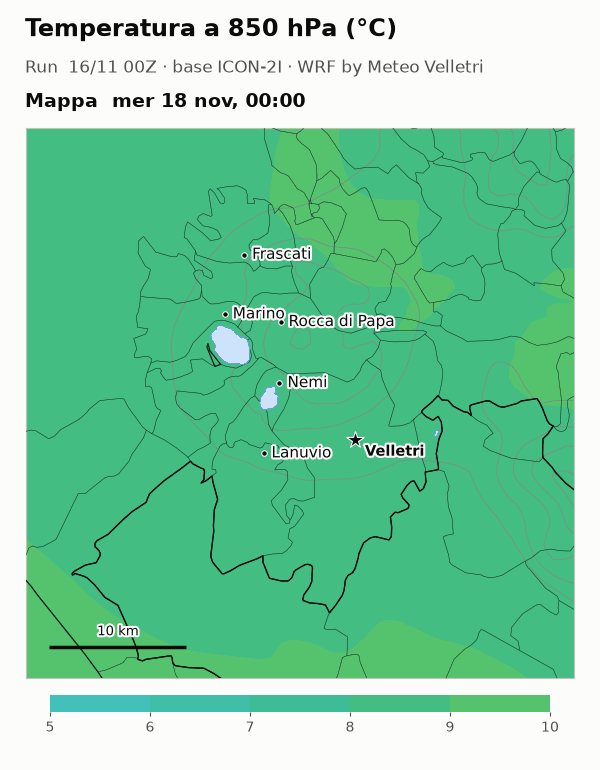 Temperatura a 850 hPa (°C)
Run  16/11 00Z · base ICON-2I · WRF by Meteo Velletri
Mappa  mer 18 nov, 00:00
Frascati
Marino
Rocca di Papa
Nemi
Velletri
Lanuvio
10 km
5 6 7 8 9 10